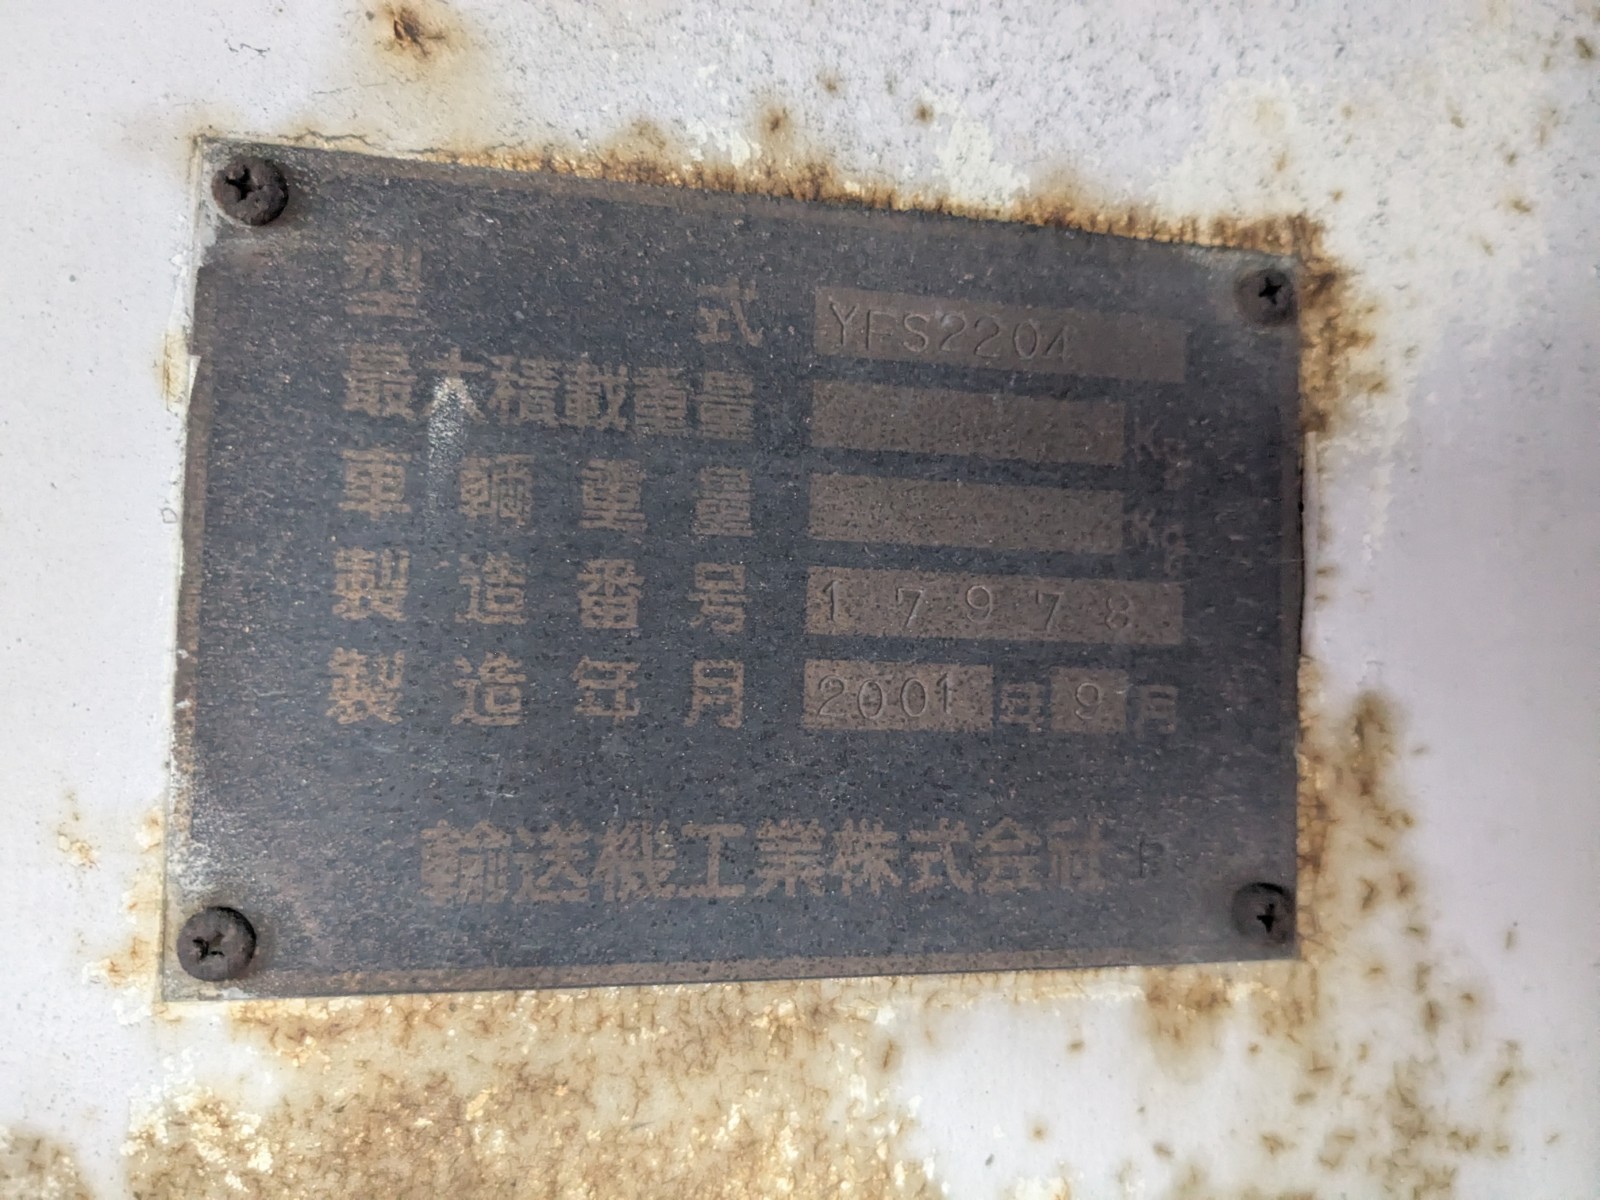 型式 YFS2204
最大積載重量 Kg
車輌重量 Kg
製造番号 17978
製造年月 2001年9月
輸送機工業株式会社